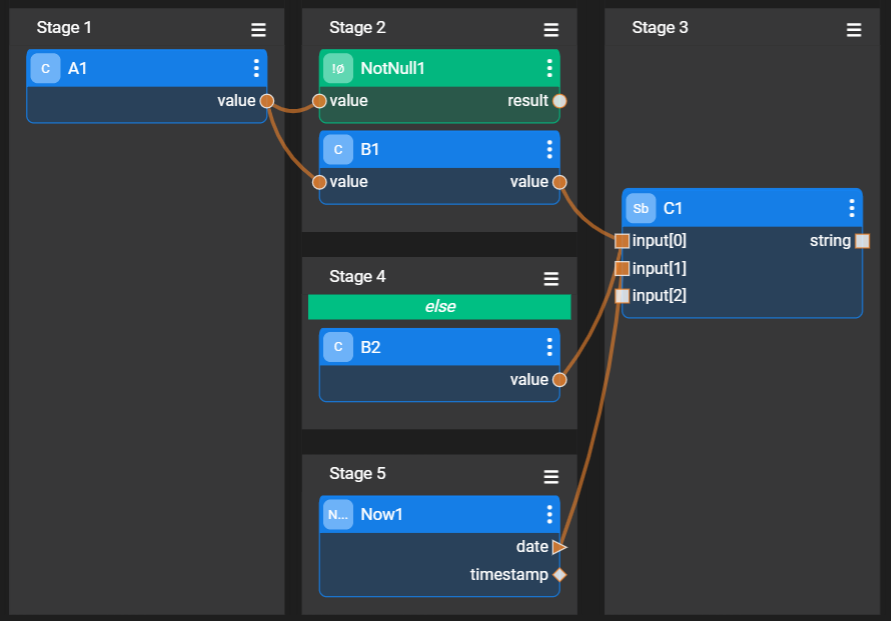 Stage 1
C A1
value
Stage 2
!ø NotNull1
value result
C B1
value value
Stage 4
else
C B2
value
Stage 5
N... Now1
date
timestamp
Stage 3
Sb C1
input[0] string
input[1]
input[2]